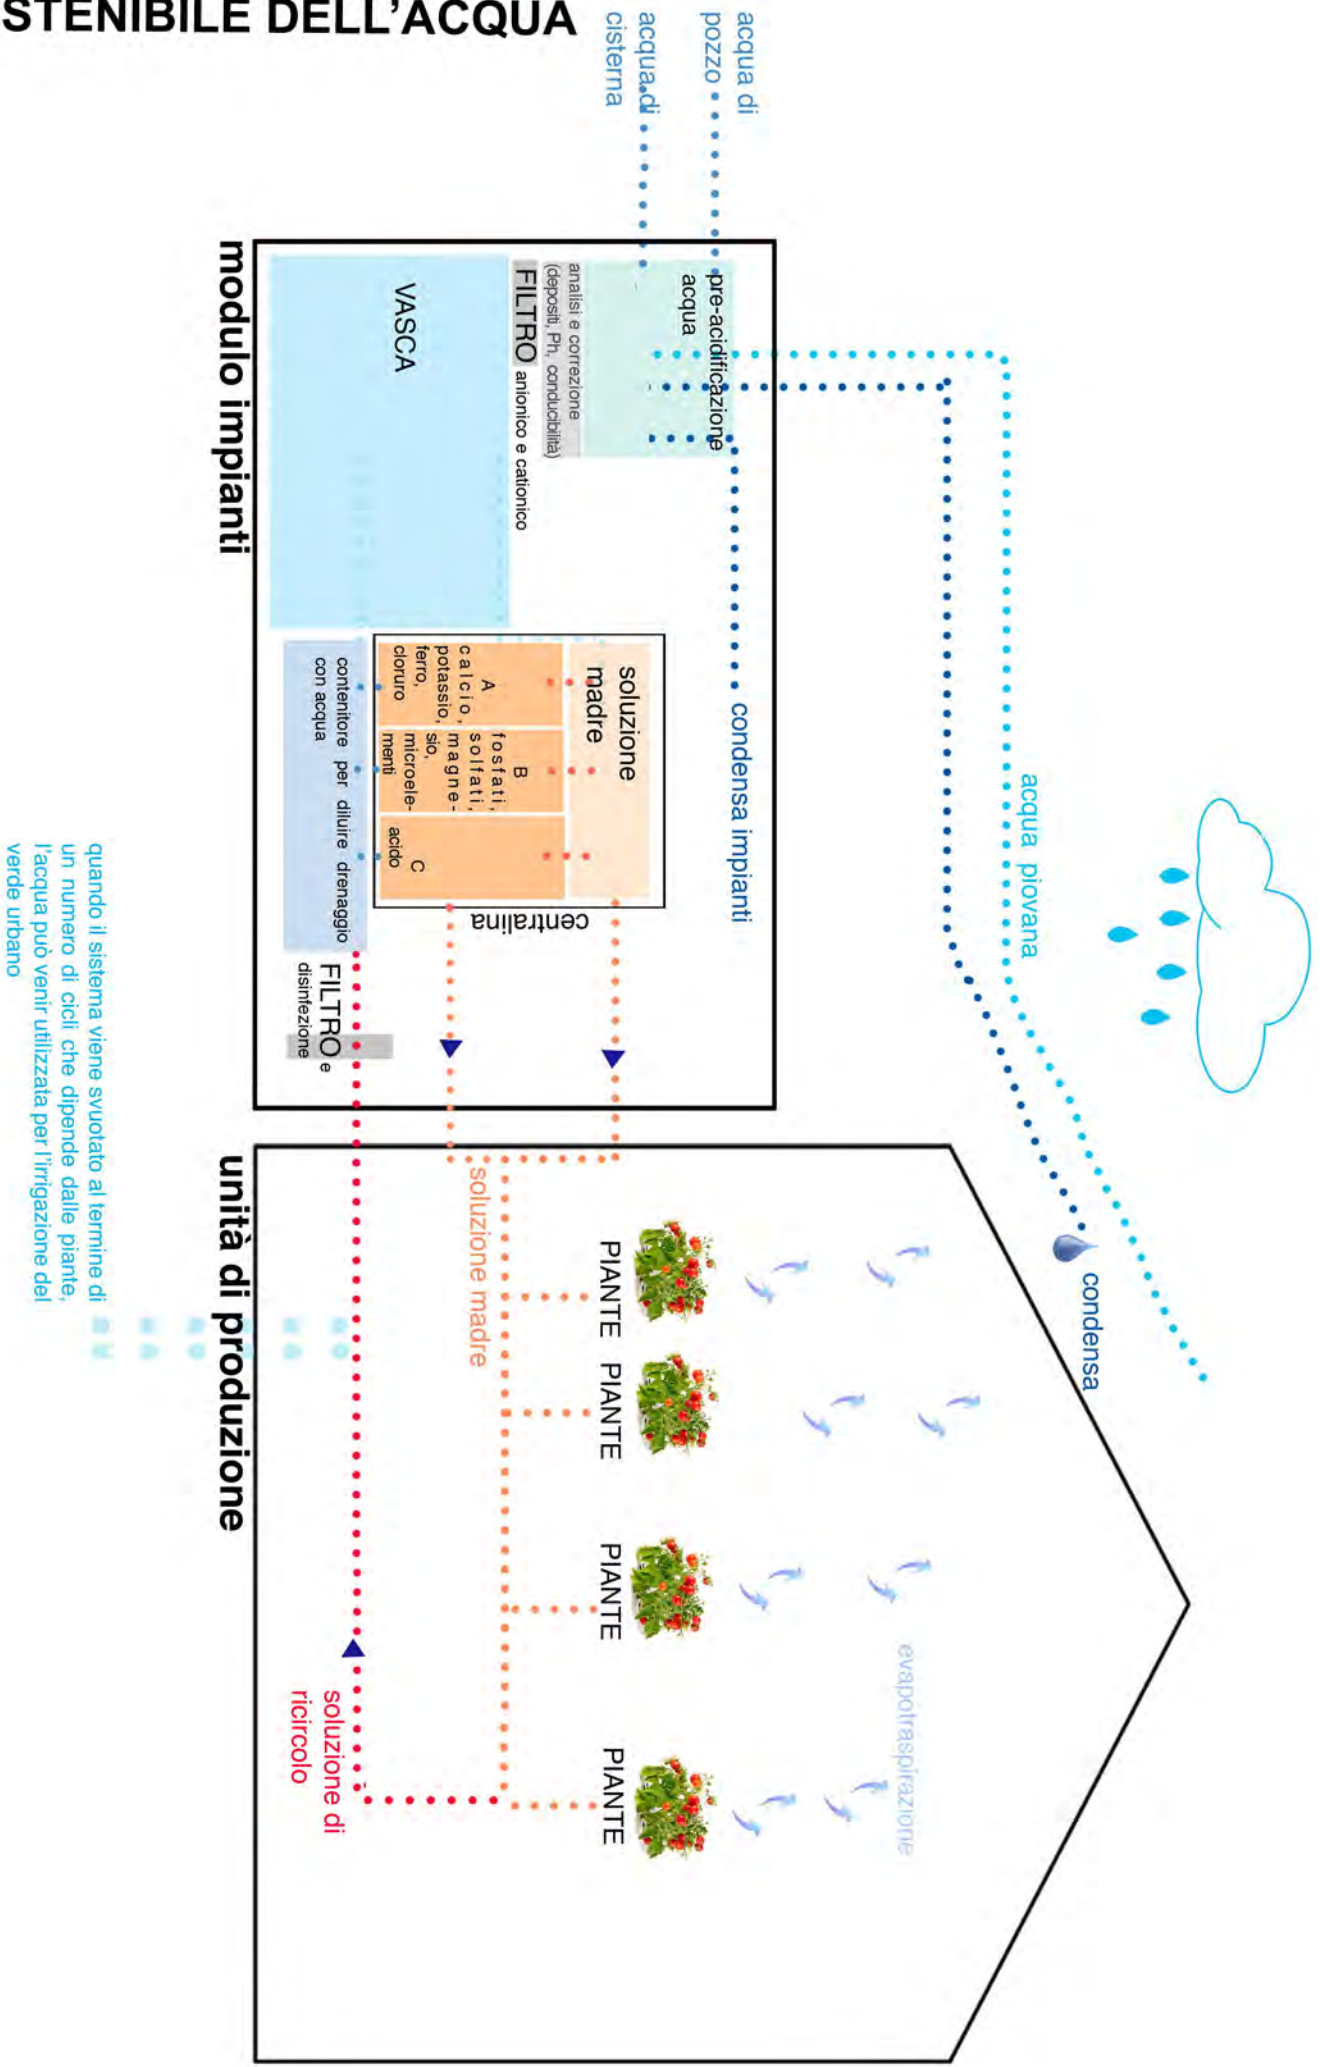 STENIBILE DELL'ACQUA
acqua di
pozzo
acqua di
cisterna
pre-acidificazione
acqua
analisi e correzione
(depositi, Ph, conducibilità)
FILTRO anionico e cationico
VASCA
modulo impianti
condensa impianti
soluzione
madre
A
calcio,
potassio,
ferro,
cloruro
B
fosfati,
solfati,
magne-
sio,
microele-
menti
C
acido
centralina
contenitore per diluire drenaggio
con acqua
FILTRO e
disinfezione
acqua piovana
condensa
evapotraspirazione
PIANTE
PIANTE
PIANTE
PIANTE
soluzione madre
soluzione di
ricircolo
unità di produzione
quando il sistema viene svuotato al termine di
un numero di cicli che dipende dalle piante,
l'acqua può venir utilizzata per l'irrigazione del
verde urbano